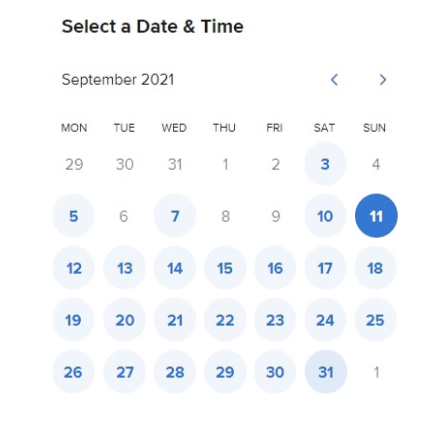 Select a Date & Time
September 2021
MON TUE WED THU FRI SAT SUN
29 30 31 1 2 3 4
5 6 7 8 9 10 11
12 13 14 15 16 17 18
19 20 21 22 23 24 25
26 27 28 29 30 31 1